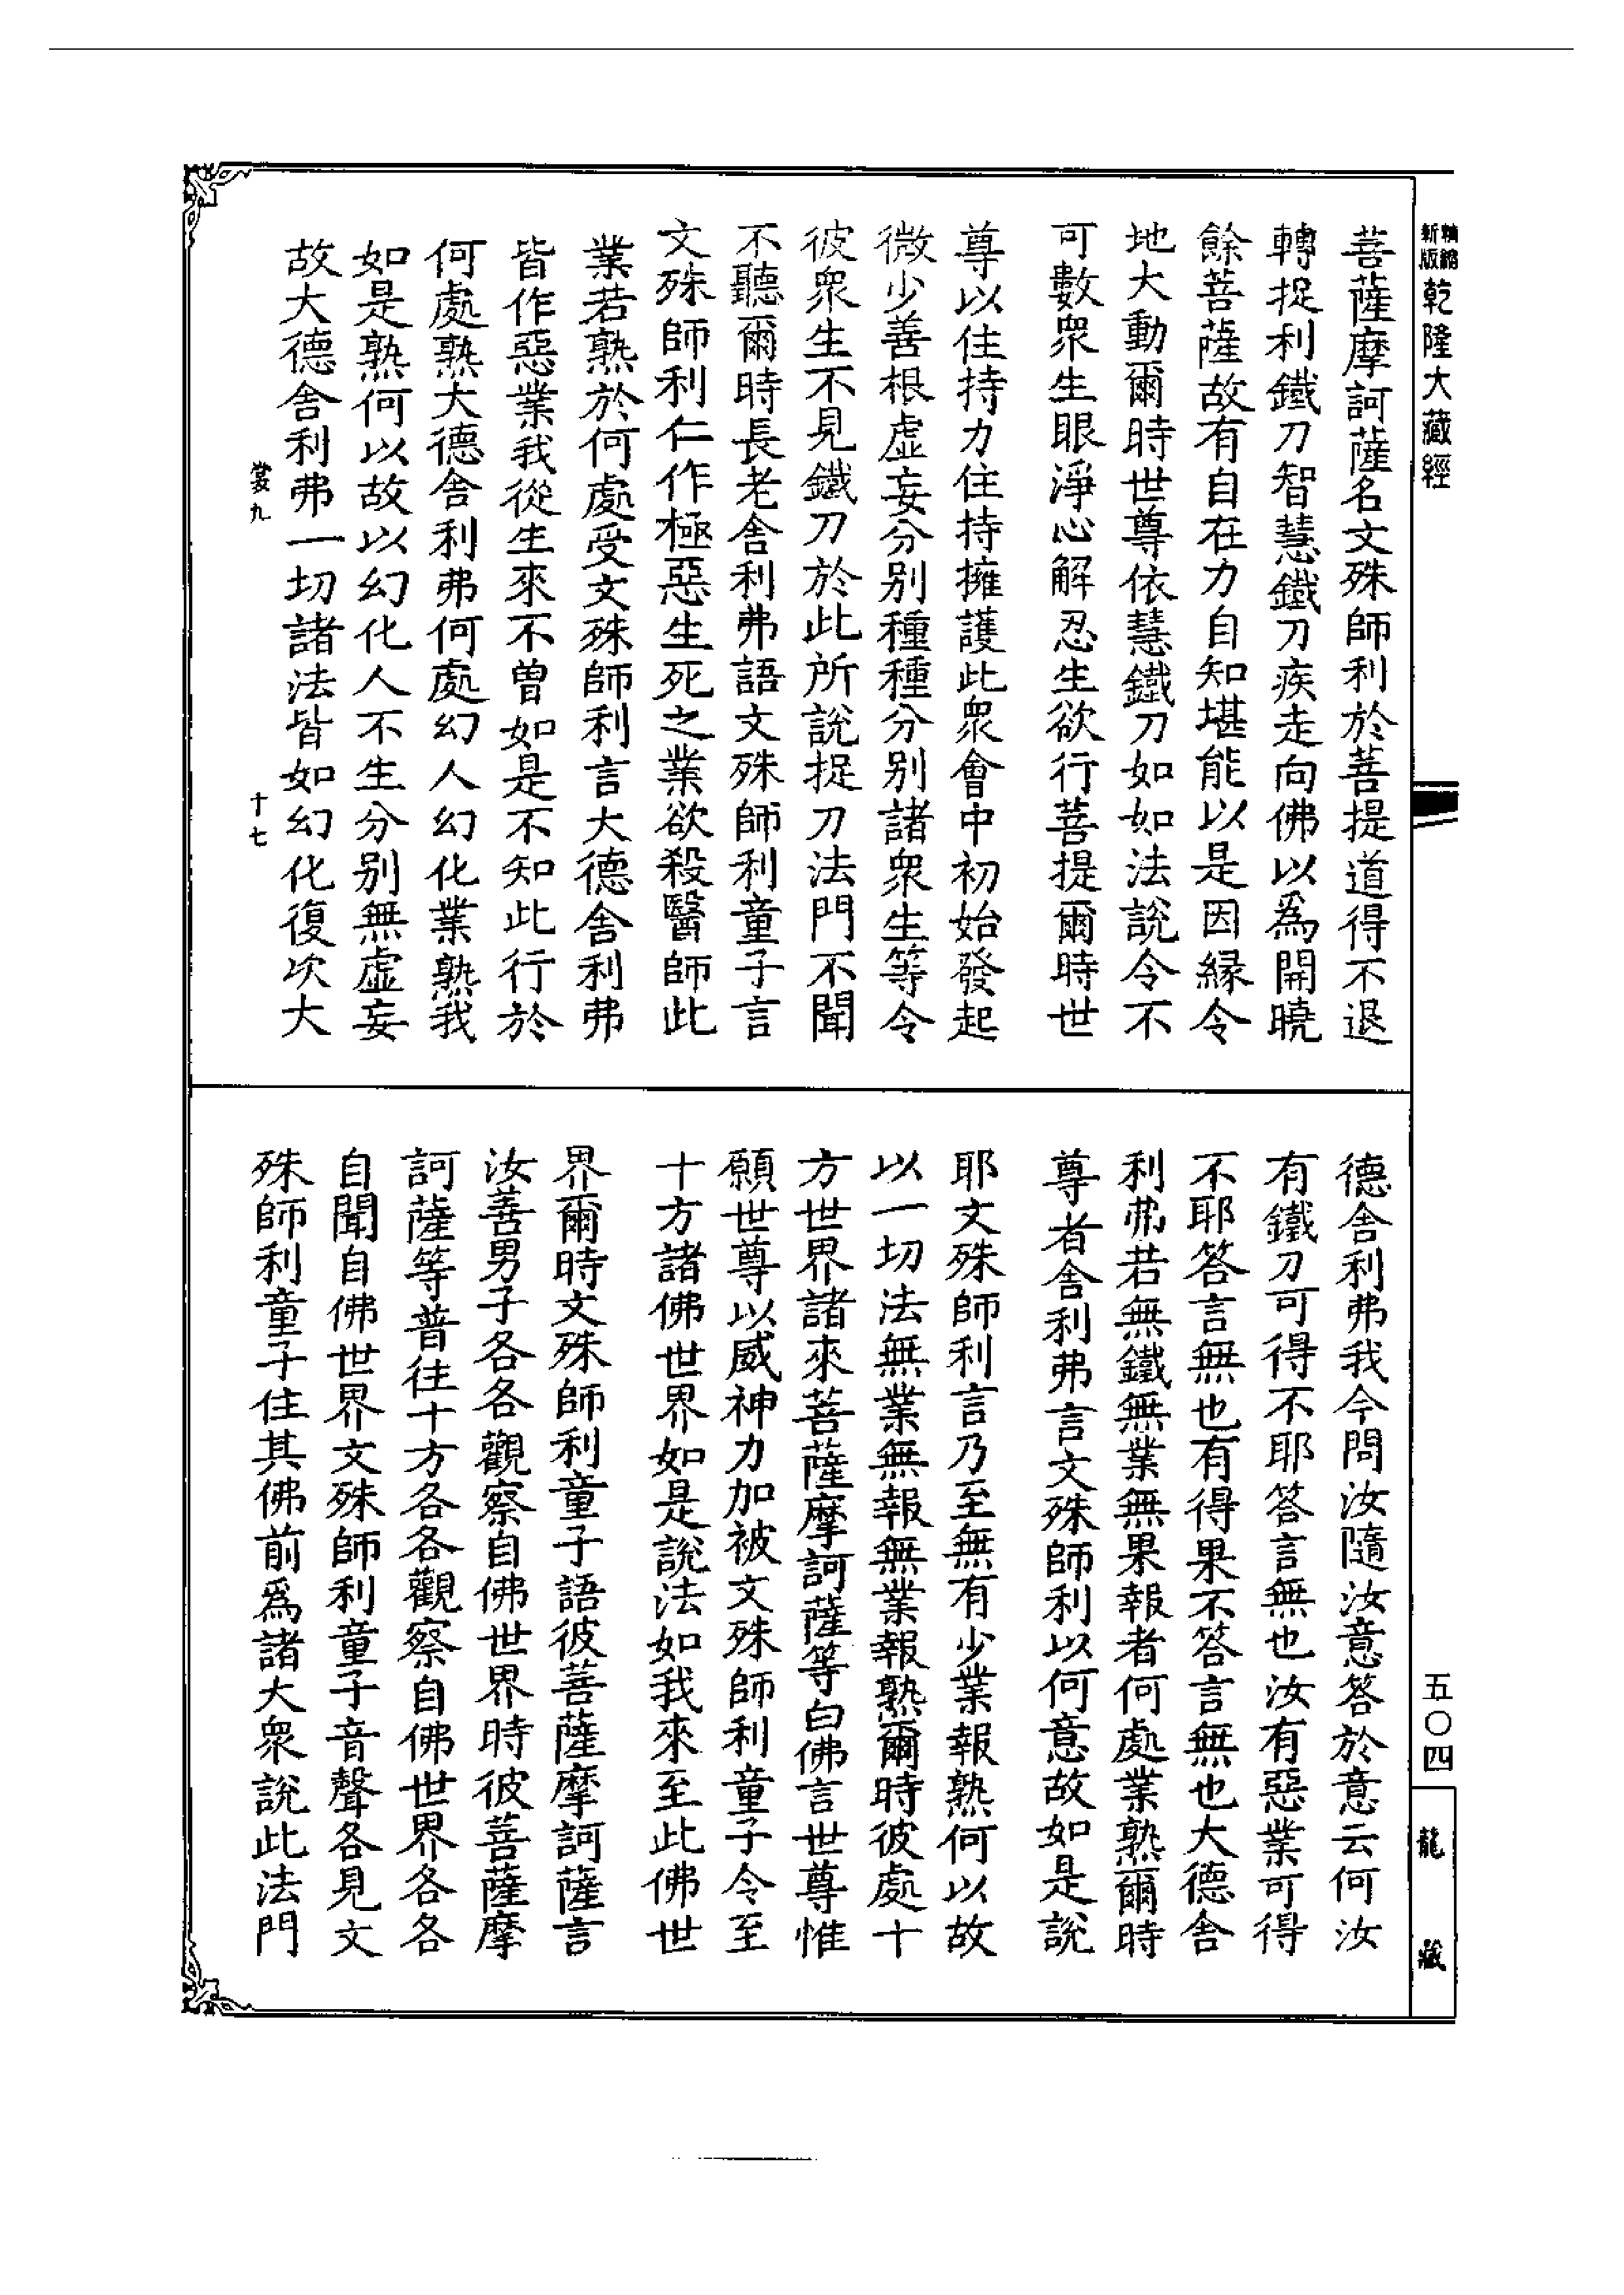 精縮新版乾隆大藏經
菩薩摩訶薩名文殊師利於菩提道得不退
轉捉利鐵刀智慧鐵刀疾走向佛以爲開曉
餘菩薩故有自在力自知堪能以是因緣令
地大動爾時世尊依慧鐵刀如如法說令不
可數衆生眼淨心解忍生欲行菩提爾時世
尊以住持力住持擁護此衆會中初始發起
微少善根虛妄分别種種分别諸衆生等令
彼衆生不見鐵刀於此所說捉刀法門不聞
不聽爾時長老舍利弗語文殊師利童子言
文殊師利仁作極惡生死之業欲殺醫師此
業若熟於何處受文殊師利言大德舍利弗
皆作惡業我從生來不曾如是不知此行於
何處熟大德舍利弗何處幻人幻化業熟我
如是熟何以故以幻化人不生分别無虛妄
故大德舍利弗一切諸法皆如幻化復次大
十七
德舍利弗我今問汝隨汝意答於意云何汝
有鐵刀可得不耶答言無也汝有惡業可得
不耶答言無也有得果不答言無也大德舍
利弗若無鐵無業無果報者何處業熟爾時
尊者舍利弗言文殊師利以何意故如是說
耶文殊師利言乃至無有少業報熟何以故
以一切法無業無報無業報熟爾時彼處十
方世界諸來菩薩摩訶薩等白佛言世尊惟
願世尊以威神力加被文殊師利童子令至
十方諸佛世界如是說法如我來至此佛世
界爾時文殊師利童子語彼菩薩摩訶薩言
汝善男子各各觀察自佛世界時彼菩薩摩
訶薩等普往十方各各觀察自佛世界各各
自聞自佛世界文殊師利童子音聲各見文
殊師利童子住其佛前爲諸大衆說此法門
五〇四
龍藏